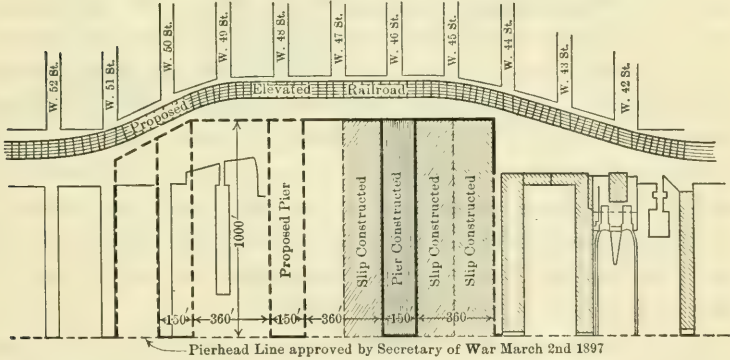 W. 52 St.
W. 51 St.
W. 50 St.
W. 49 St.
W. 48 St.
W. 47 St.
W. 46 St.
W. 45 St.
W. 44 St.
W. 43 St.
W. 42 St.
Proposed Elevated Railroad
1000'
Proposed Pier
Slip Constructed
Pier Constructed
Slip Constructed
Slip Constructed
150' 360' 150' 360' 150' 360
Pierhead Line approved by Secretary of War March 2nd 1897